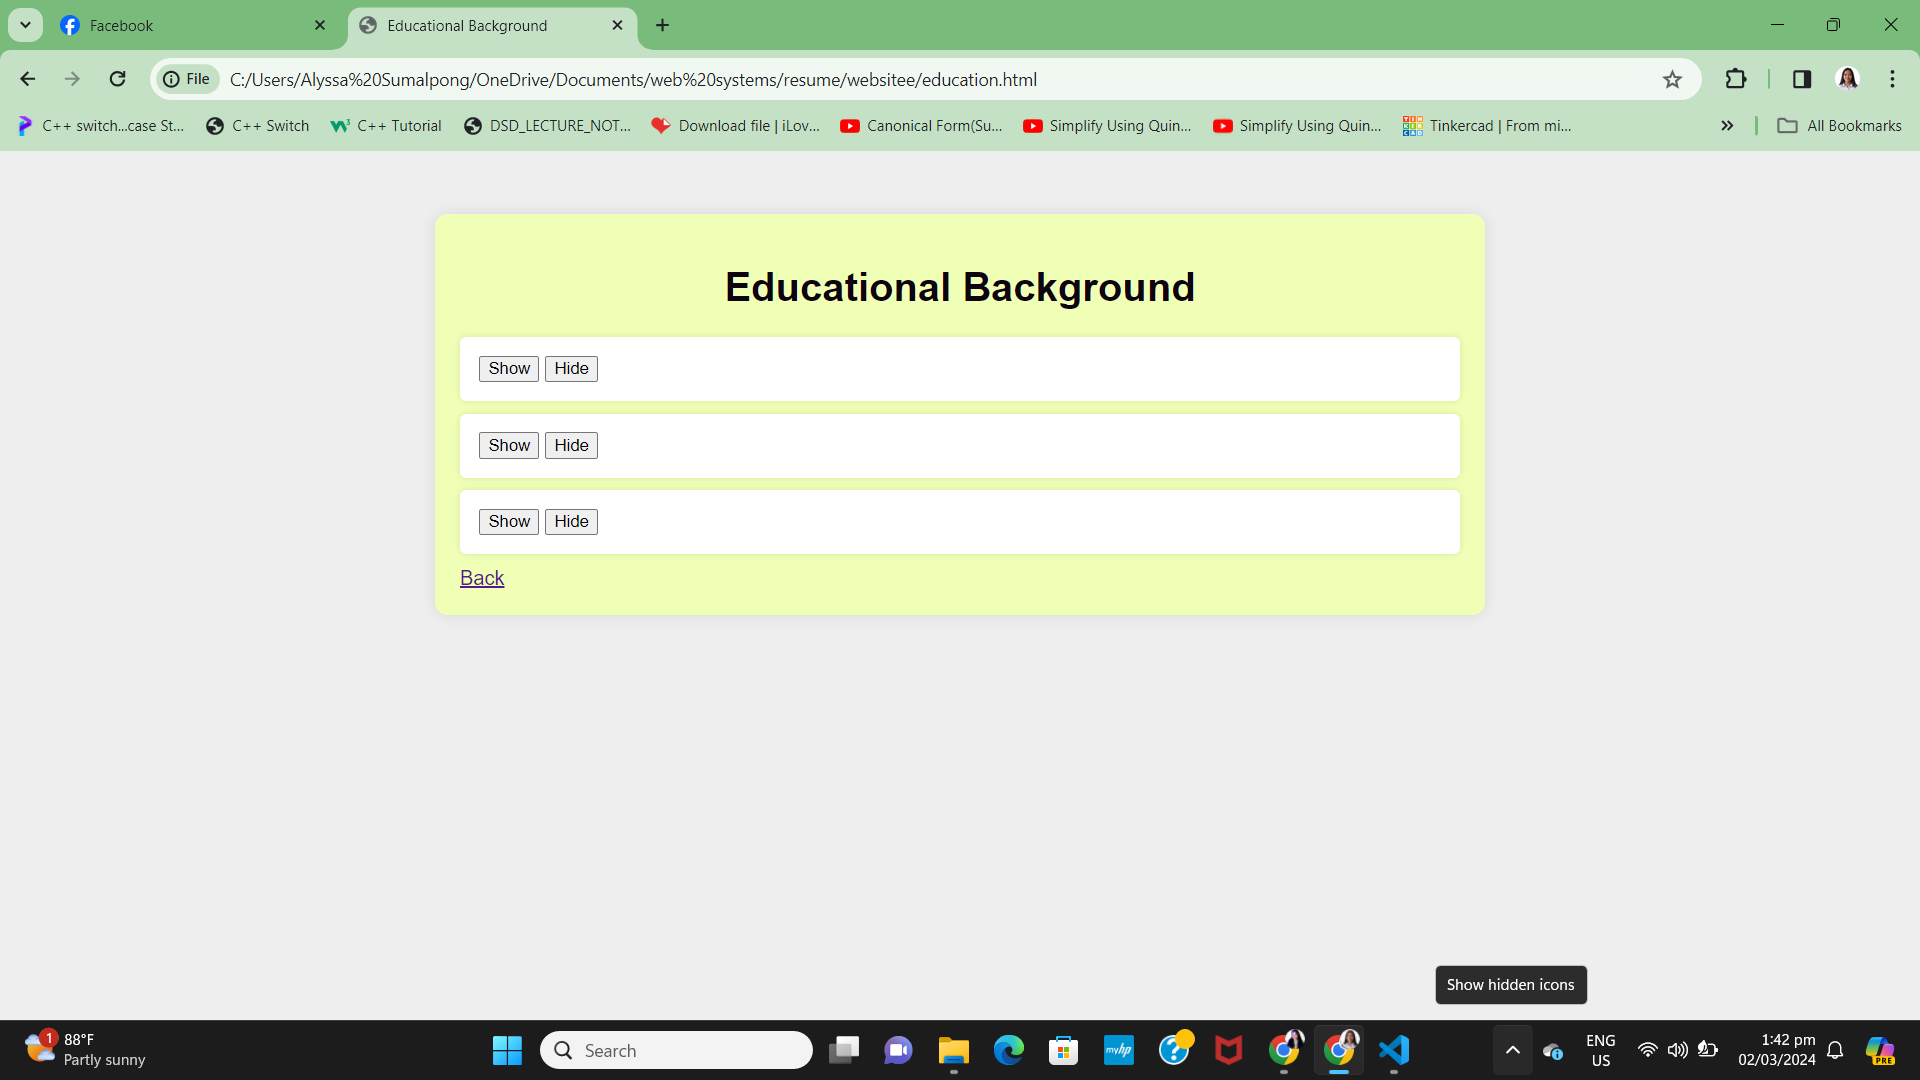 Facebook
Educational Background
File
C:/Users/Alyssa%20Sumalpong/OneDrive/Documents/web%20systems/resume/websitee/education.html
C++ switch...case St...
C++ Switch
C++ Tutorial
DSD_LECTURE_NOT...
Download file | iLov...
Canonical Form(Su...
Simplify Using Quin...
Simplify Using Quin...
Tinkercad | From mi...
All Bookmarks
Educational Background
Show Hide
Show Hide
Show Hide
Back
Show hidden icons
1
88°F
Partly sunny
Search
myhp
ENG
US
1:42 pm
02/03/2024
PRE